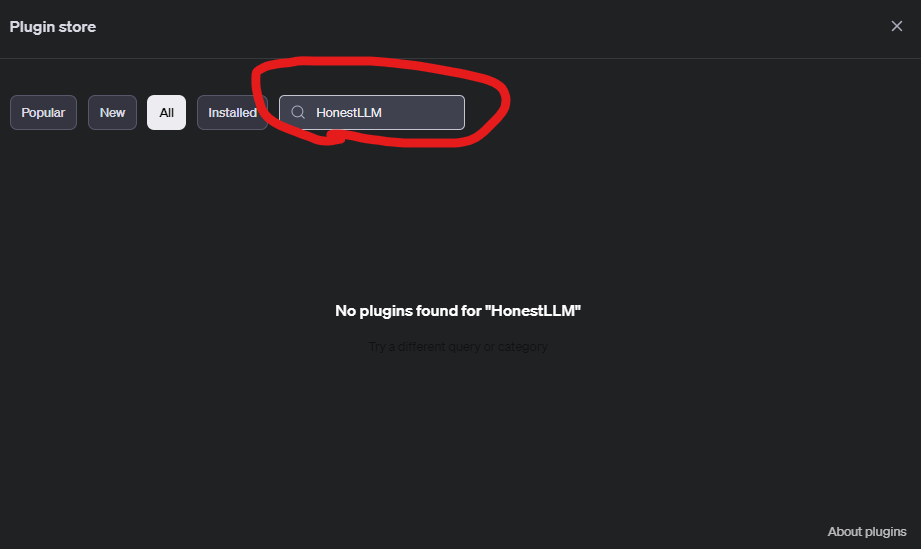 Plugin store
Popular New All Installed HonestLLM
No plugins found for "HonestLLM"
Try a different query or category
About plugins